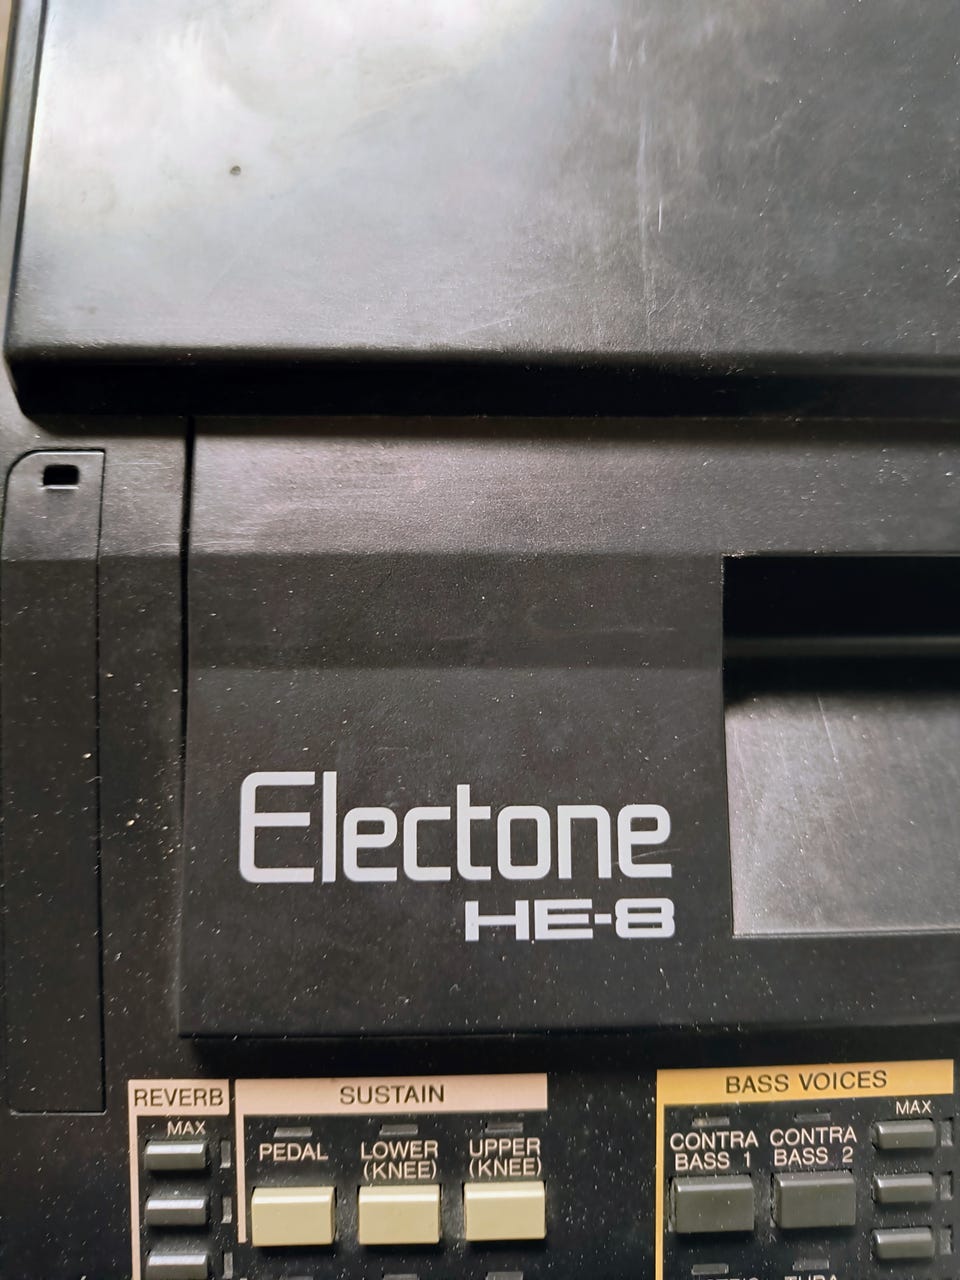 Electone
HE-8
REVERB
SUSTAIN
BASS VOICES
MAX
PEDAL
LOWER
(KNEE)
UPPER
(KNEE)
CONTRA
BASS 1
CONTRA
BASS 2
MAX
TUBA